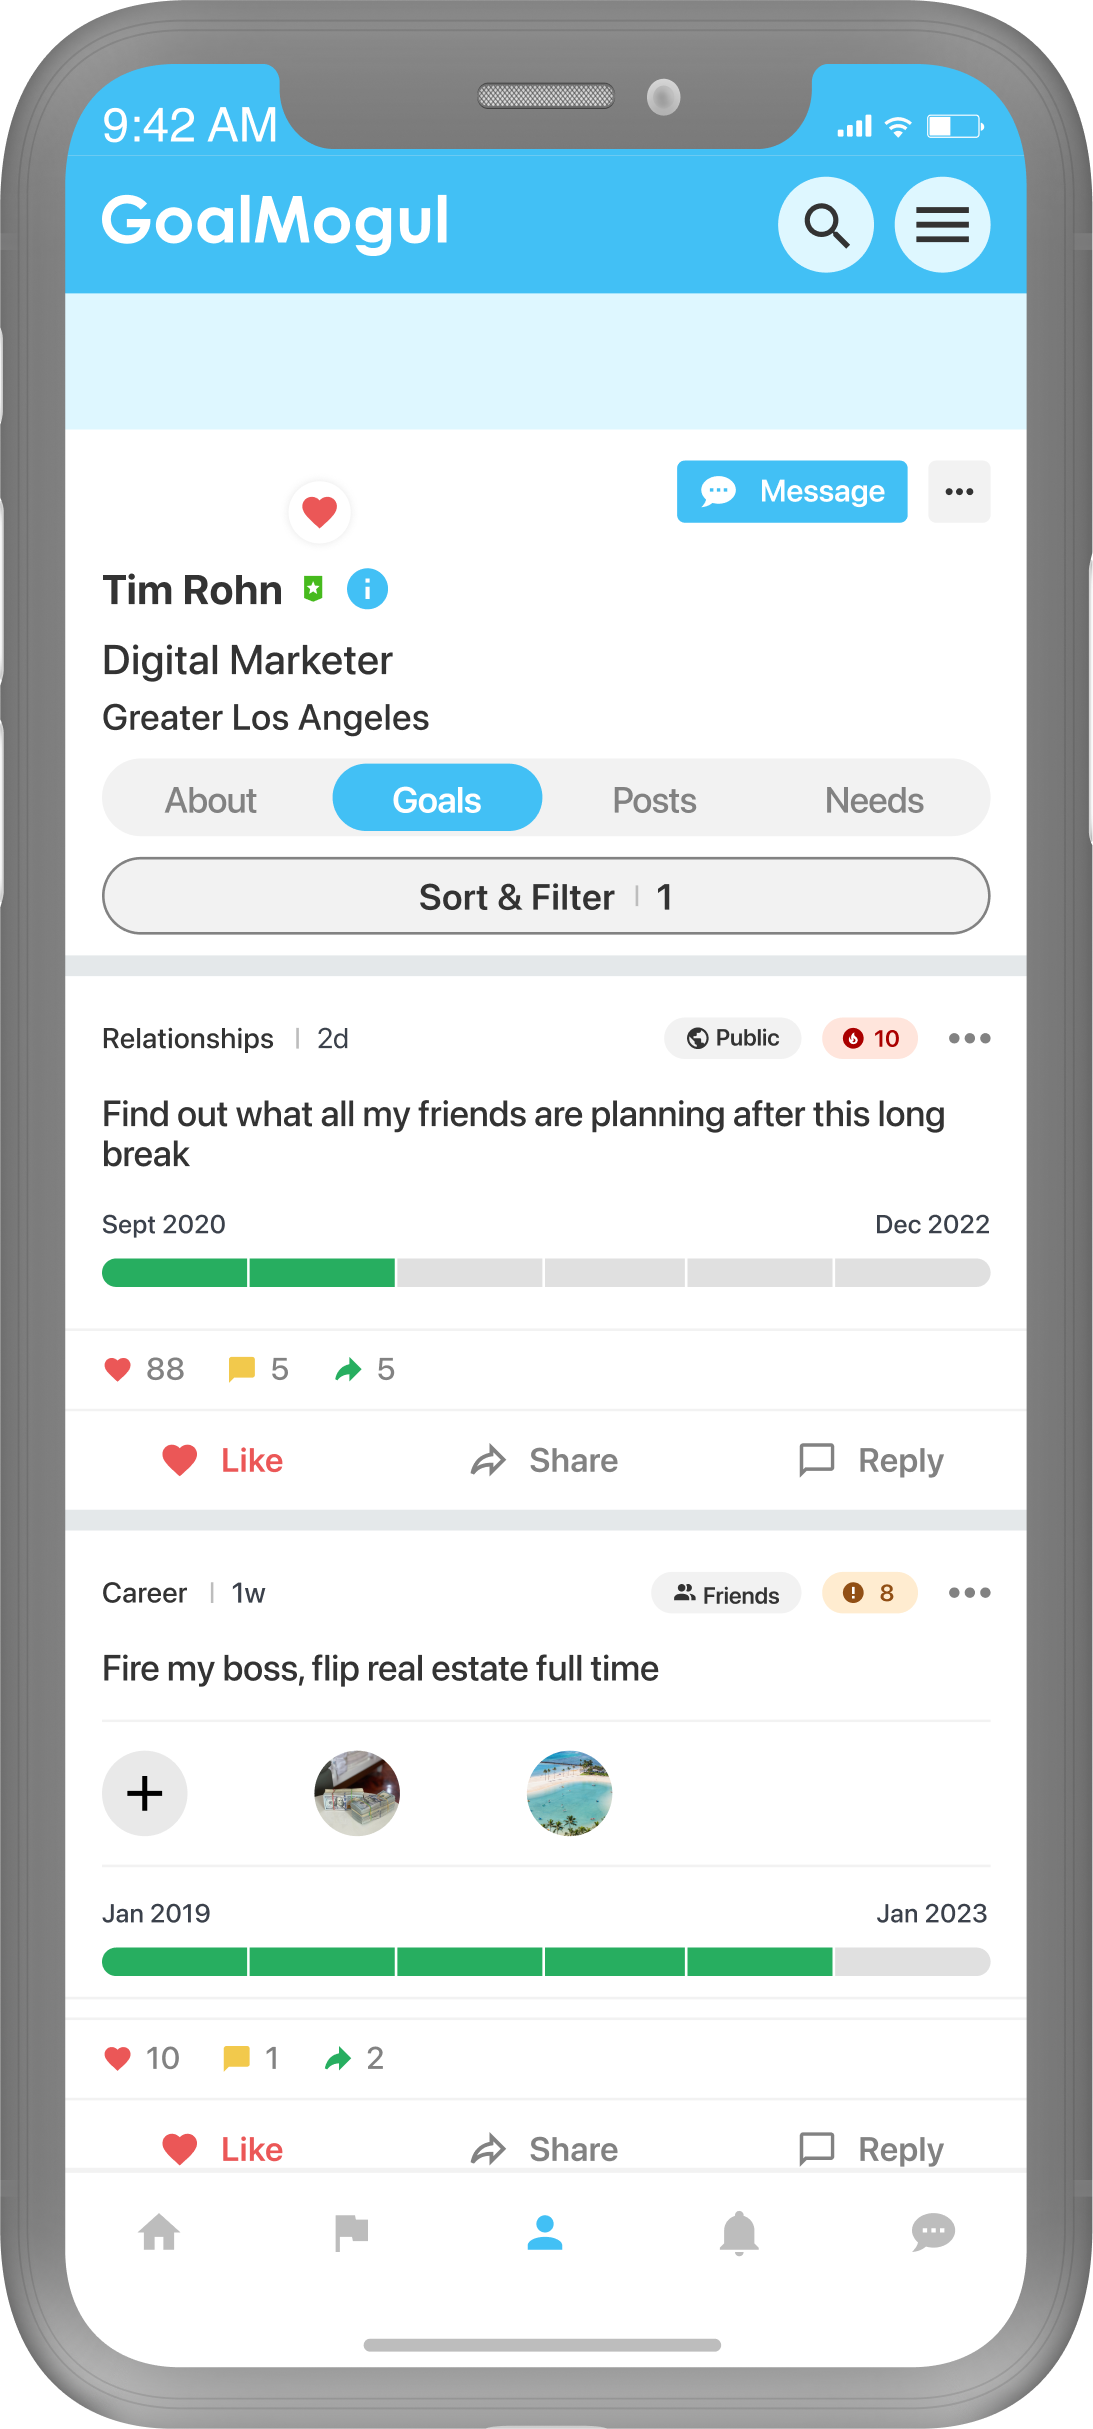 9:42 AM
GoalMogul
Message
Tim Rohn
Digital Marketer
Greater Los Angeles
About Goals Posts Needs
Sort & Filter | 1
Relationships | 2d Public 10
Find out what all my friends are planning after this long
break
Sept 2020 Dec 2022
88 5 5
Like Share Reply
Career | 1w Friends 8
Fire my boss, flip real estate full time
Jan 2019 Jan 2023
10 1 2
Like Share Reply